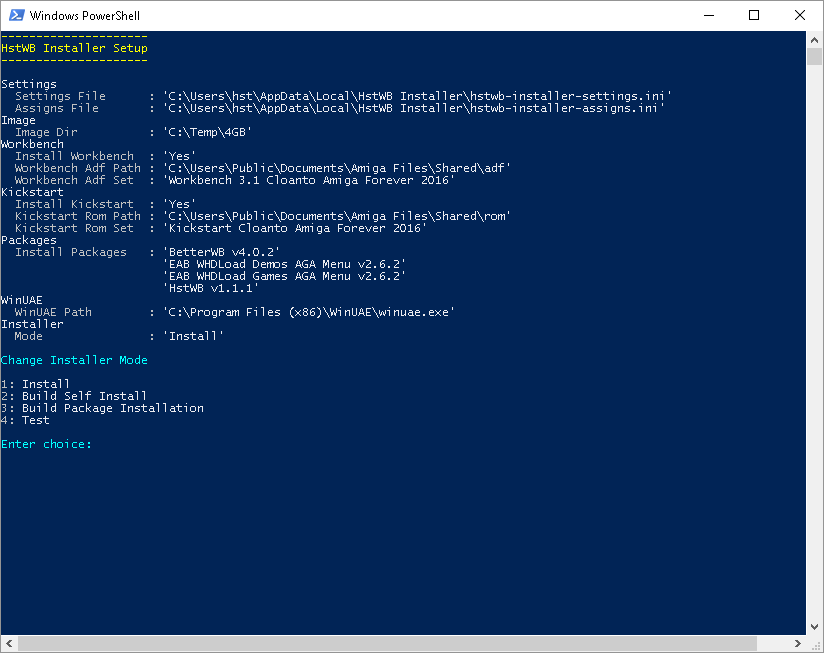 Windows PowerShell
---------------------
HstWB Installer Setup
---------------------
Settings
Settings File : 'C:\Users\hst\AppData\Local\HstWB Installer\hstwb-installer-settings.ini'
Assigns File : 'C:\Users\hst\AppData\Local\HstWB Installer\hstwb-installer-assigns.ini'
Image
Image Dir : 'C:\Temp\4GB'
Workbench
Install Workbench : 'Yes'
Workbench Adf Path : 'C:\Users\Public\Documents\Amiga Files\Shared\adf'
Workbench Adf Set : 'Workbench 3.1 Cloanto Amiga Forever 2016'
Kickstart
Install Kickstart : 'Yes'
Kickstart Rom Path : 'C:\Users\Public\Documents\Amiga Files\Shared\rom'
Kickstart Rom Set : 'Kickstart Cloanto Amiga Forever 2016'
Packages
Install Packages : 'BetterWB v4.0.2'
'EAB WHDLoad Demos AGA Menu v2.6.2'
'EAB WHDLoad Games AGA Menu v2.6.2'
'HstWB v1.1.1'
WinUAE
WinUAE Path : 'C:\Program Files (x86)\WinUAE\winuae.exe'
Installer
Mode : 'Install'
Change Installer Mode
1: Install
2: Build Self Install
3: Build Package Installation
4: Test
Enter choice: